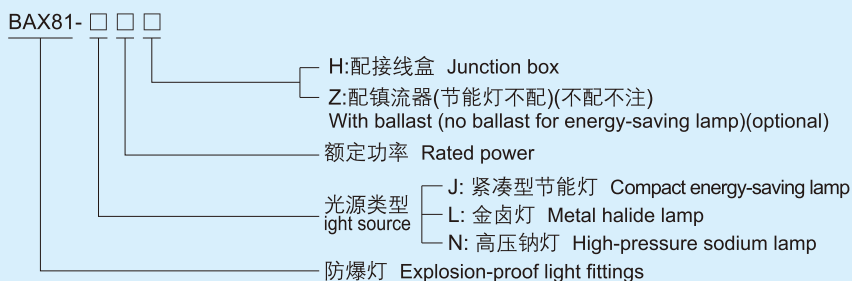 BAX81-□ □ □
H:配接线盒 Junction box
Z:配镇流器(节能灯不配)(不配不注)
With ballast (no ballast for energy-saving lamp)(optional)
额定功率 Rated power
光源类型
ight source
J: 紧凑型节能灯 Compact energy-saving lamp
L: 金卤灯 Metal halide lamp
N: 高压钠灯 High-pressure sodium lamp
防爆灯 Explosion-proof light fittings